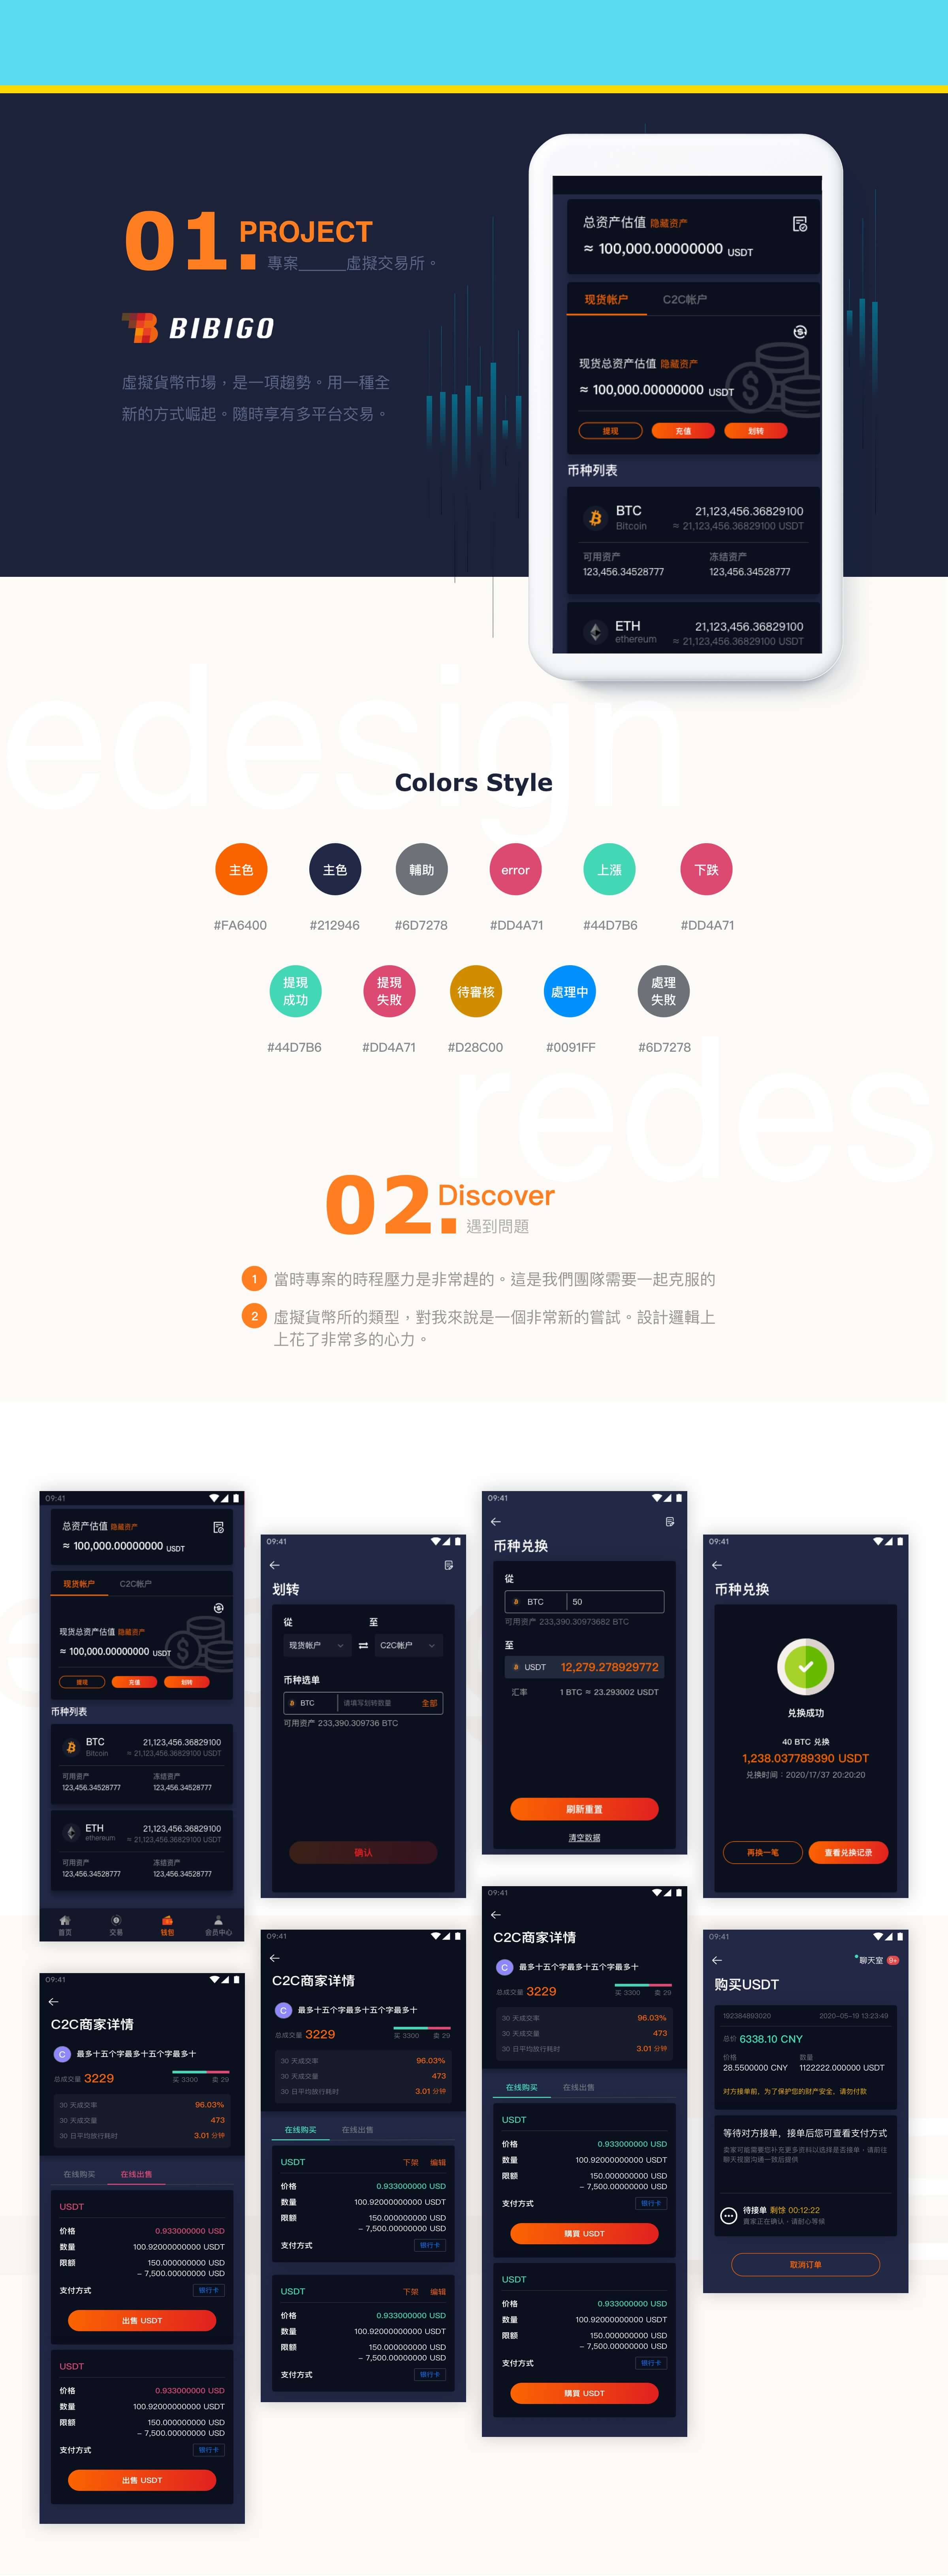 01.
PROJECT
專案_____虛擬交易所。
BIBIGO
虛擬貨幣市場，是一項趨勢。用一種全
新的方式崛起。隨時享有多平台交易。
总资产估值 隐藏资产
≈ 100,000.00000000 USDT
现货帐户 C2C帐户
现货总资产估值 隐藏资产
≈ 100,000.00000000 USDT
提现 充值 划转
币种列表
BTC 21,123,456.36829100
Bitcoin ≈ 21,123,456.36829100 USDT
可用资产 冻结资产
123,456.34528777 123,456.34528777
ETH 21,123,456.36829100
ethereum ≈ 21,123,456.36829100 USDT
edesign
Colors Style
主色 主色 輔助 error 上漲 下跌
#FA6400 #212946 #6D7278 #DD4A71 #44D7B6 #DD4A71
提現 提現 待審核 處理中 處理
成功 失敗 失敗
#44D7B6 #DD4A71 #D28C00 #0091FF #6D7278
redes
02.
Discover
遇到問題
1 當時專案的時程壓力是非常趕的。這是我們團隊需要一起克服的
2 虛擬貨幣所的類型，對我來說是一個非常新的嘗試。設計邏輯上
上花了非常多的心力。
09:41
总资产估值 隐藏资产
≈ 100,000.00000000 USDT
现货帐户 C2C帐户
现货总资产估值 隐藏资产
≈ 100,000.00000000 USDT
提现 充值 划转
币种列表
BTC 21,123,456.36829100
Bitcoin ≈ 21,123,456.36829100 USDT
可用资产 冻结资产
123,456.34528777 123,456.34528777
ETH 21,123,456.36829100
ethereum ≈ 21,123,456.36829100 USDT
可用资产 冻结资产
123,456.34528777 123,456.34528777
首页 交易 钱包 会员中心
09:41
划转
從 至
现货帐户 C2C帐户
币种选单
BTC 请填写划转数量 全部
可用资产 233,390.309736 BTC
确认
09:41
币种兑换
從
BTC 50
可用资产 233,390.30973682 BTC
至
USDT 12,279.278929772
汇率 1 BTC ≈ 23.293002 USDT
刷新重置
清空数据
09:41
币种兑换
兑换成功
40 BTC 兑换
1,238.037789390 USDT
兑换时间：2020/17/37 20:20:20
再换一笔 查看兑换记录
09:41
C2C商家详情
C 最多十五个字最多十五个字最多十
总成交量 3229 买 3300 卖 29
30 天成交率 96.03%
30 天成交量 473
30 日平均放行耗时 3.01 分钟
在线购买 在线出售
USDT
价格 0.933000000 USD
数量 100.92000000000 USDT
限额 150.000000000 USD
– 7,500.00000000 USD
支付方式 银行卡
出售 USDT
USDT
价格 0.933000000 USD
数量 100.92000000000 USDT
限额 150.000000000 USD
– 7,500.00000000 USD
支付方式 银行卡
出售 USDT
09:41
C2C商家详情
C 最多十五个字最多十五个字最多十
总成交量 3229 买 3300 卖 29
30 天成交率 96.03%
30 天成交量 473
30 日平均放行耗时 3.01 分钟
在线购买 在线出售
USDT 下架 编辑
价格 0.933000000 USD
数量 100.92000000000 USDT
限额 150.000000000 USD
– 7,500.00000000 USD
支付方式 银行卡
USDT 下架 编辑
价格 0.933000000 USD
数量 100.92000000000 USDT
限额 150.000000000 USD
– 7,500.00000000 USD
支付方式 银行卡
09:41
C2C商家详情
C 最多十五个字最多十五个字最多十
总成交量 3229 买 3300 卖 29
30 天成交率 96.03%
30 天成交量 473
30 日平均放行耗时 3.01 分钟
在线购买 在线出售
USDT
价格 0.933000000 USD
数量 100.92000000000 USDT
限额 150.000000000 USD
– 7,500.00000000 USD
支付方式 银行卡
購買 USDT
USDT
价格 0.933000000 USD
数量 100.92000000000 USDT
限额 150.000000000 USD
– 7,500.00000000 USD
支付方式 银行卡
購買 USDT
09:41
聊天室 9+
购买USDT
192384893020 2020-05-19 13:23:49
总价 6338.10 CNY
价格 数量
28.5500000 CNY 1122222.000000 USDT
对方接单前，为了保护您的财产安全，请勿付款
等待对方接单，接单后您可查看支付方式
卖家可能需要您补充更多资料以选择是否接单，请前往
聊天视窗沟通一致后提供
待接单 剩馀 00:12:22
賣家正在确认，请耐心等候
取消订单